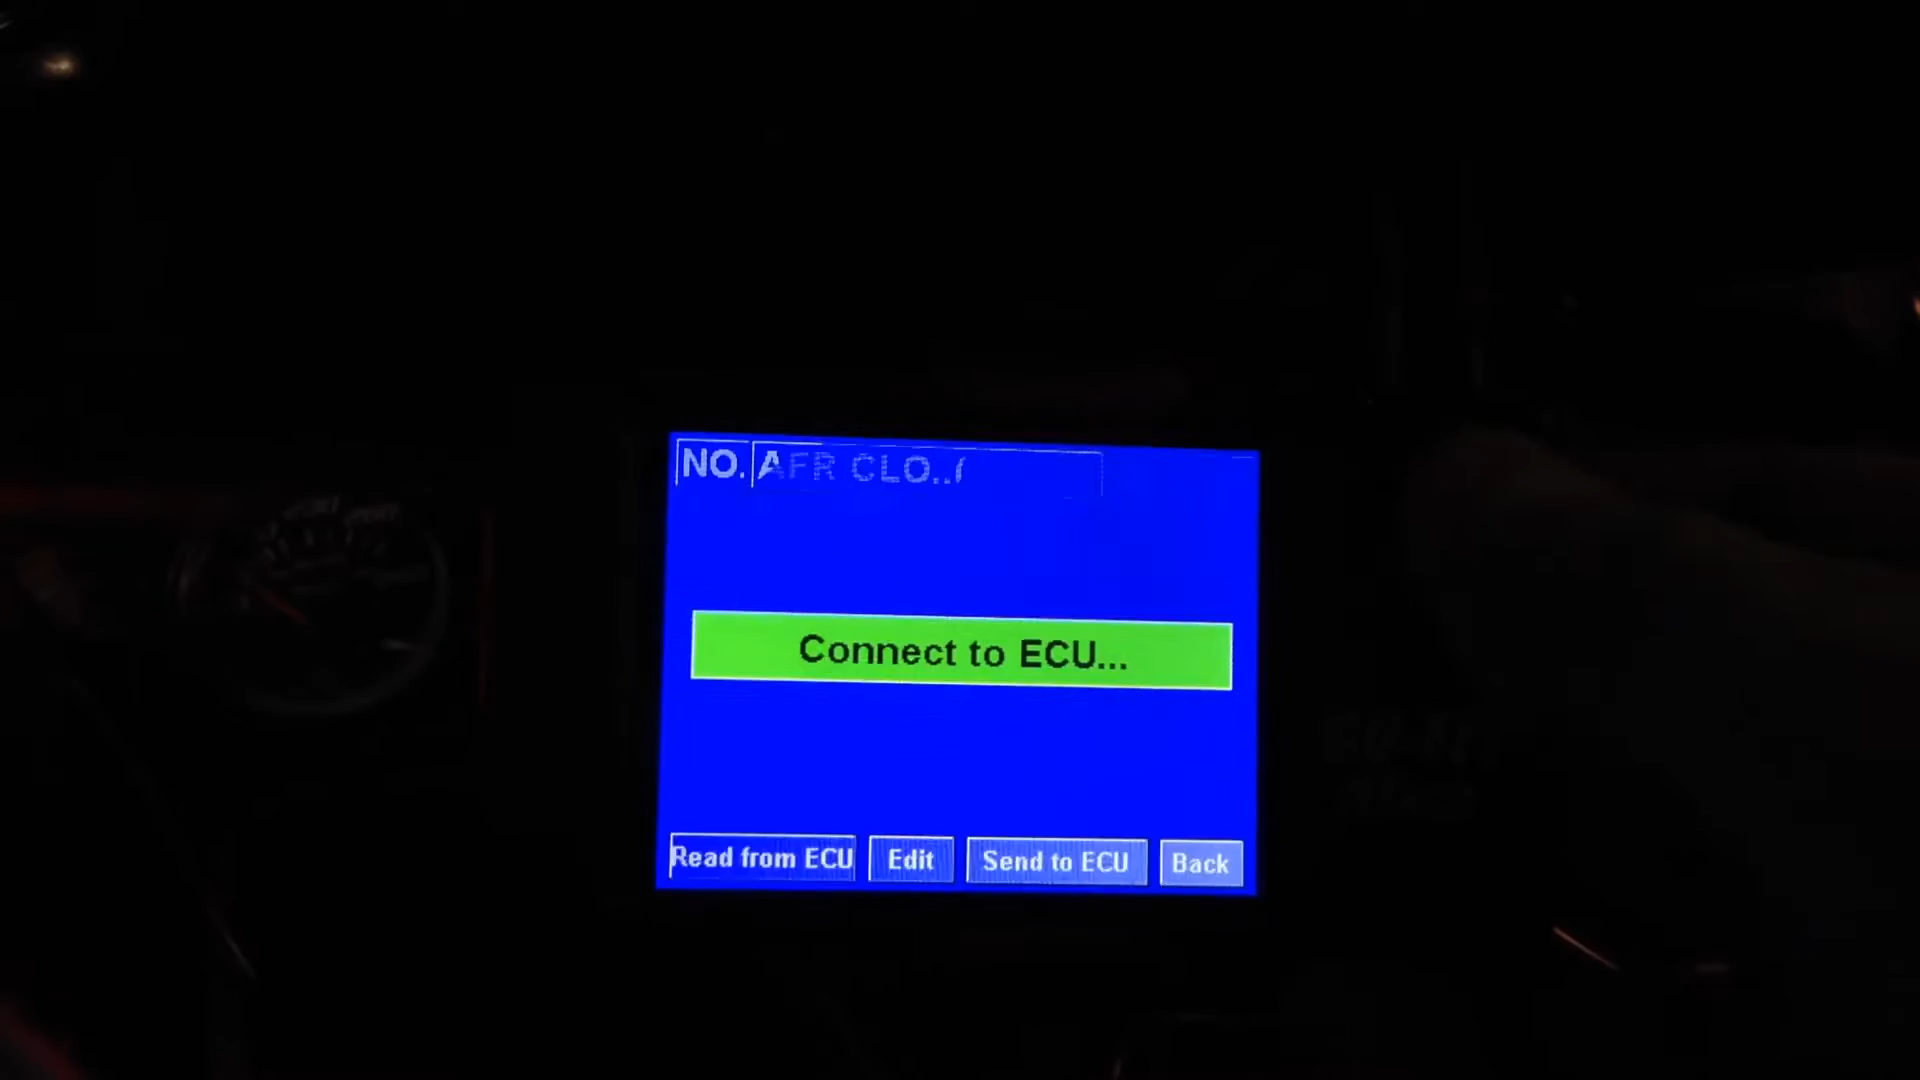 NO. AFR CLO..
Connect to ECU...
Read from ECU Edit Send to ECU Back